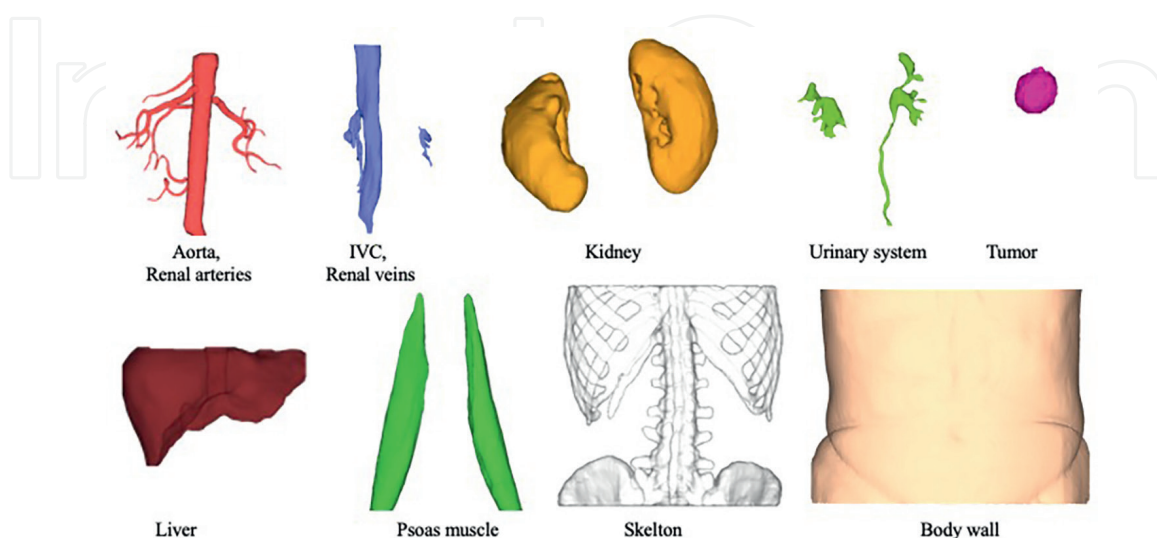 Aorta,
Renal arteries
IVC,
Renal veins
Kidney
Urinary system
Tumor
Liver
Psoas muscle
Skelton
Body wall